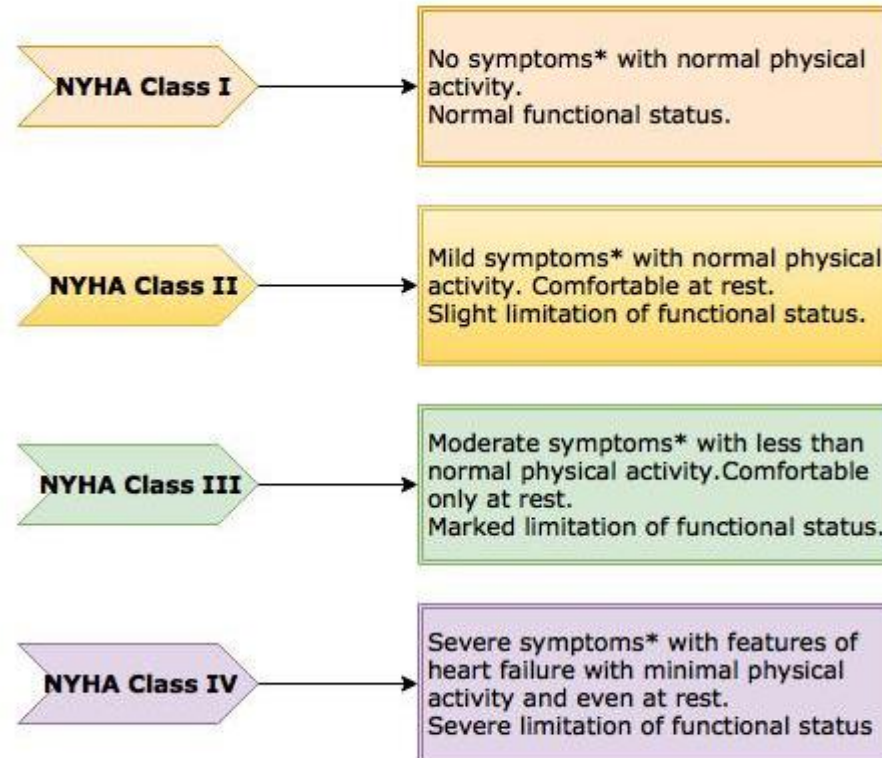 NYHA Class I
No symptoms* with normal physical
activity.
Normal functional status.
NYHA Class II
Mild symptoms* with normal physical
activity. Comfortable at rest.
Slight limitation of functional status.
NYHA Class III
Moderate symptoms* with less than
normal physical activity.Comfortable
only at rest.
Marked limitation of functional status.
NYHA Class IV
Severe symptoms* with features of
heart failure with minimal physical
activity and even at rest.
Severe limitation of functional status